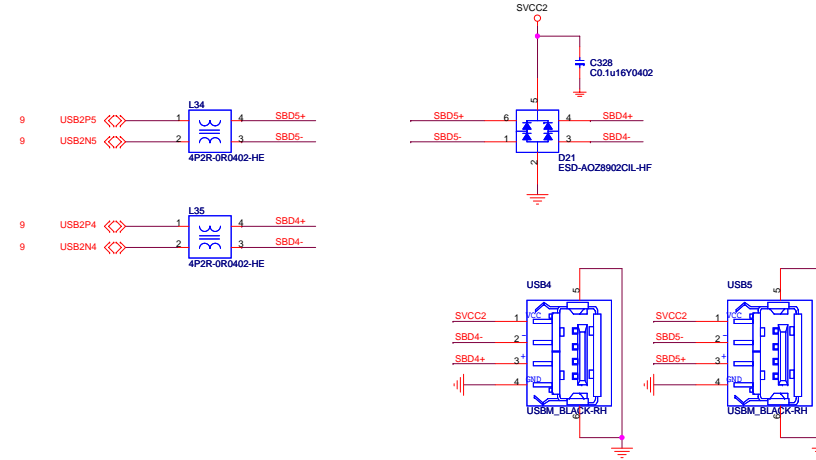 SVCC2
C328
C0.1u16Y0402
L34
9 USB2P5 1 4 SBD5+
9 USB2N5 2 3 SBD5-
4P2R-0R0402-HE
5
SBD5+ 6 4 SBD4+
SBD5- 1 3 SBD4-
2
D21
ESD-AOZ8902CIL-HF
L35
9 USB2P4 1 4 SBD4+
9 USB2N4 2 3 SBD4-
4P2R-0R0402-HE
USB4
5
SVCC2 1 VCC
SBD4- 2 -
SBD4+ 3 +
4 GND
USBM_BLACK-RH
6
USB5
5
SVCC2 1 VCC
SBD5- 2 -
SBD5+ 3 +
4 GND
USBM_BLACK-RH
6